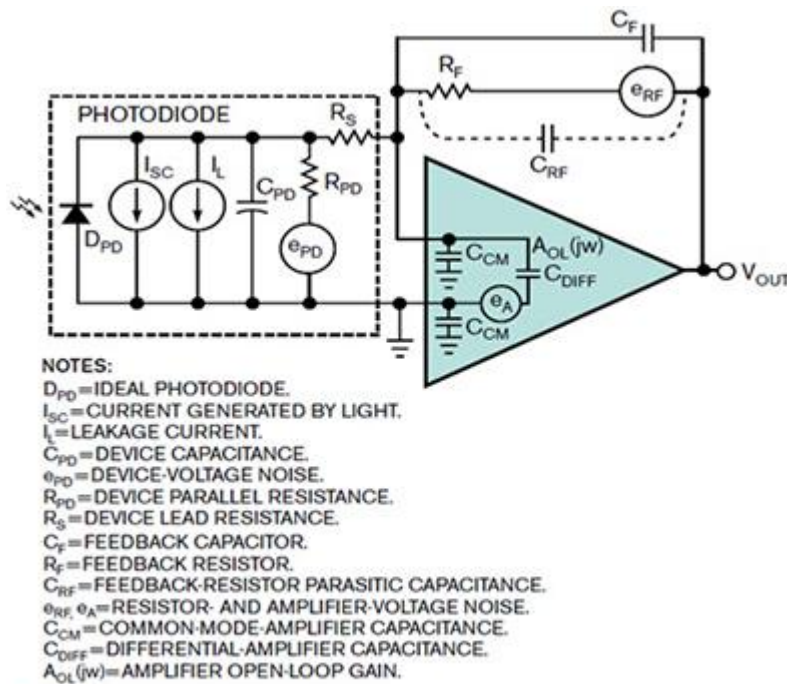 C_F
R_F
e_RF
C_RF
PHOTODIODE
R_S
I_SC
I_L
C_PD
R_PD
D_PD
e_PD
C_CM
A_OL(jw)
C_DIFF
e_A
C_CM
V_OUT
NOTES:
D_PD=IDEAL PHOTODIODE.
I_SC=CURRENT GENERATED BY LIGHT.
I_L=LEAKAGE CURRENT.
C_PD=DEVICE CAPACITANCE.
e_PD=DEVICE-VOLTAGE NOISE.
R_PD=DEVICE PARALLEL RESISTANCE.
R_S=DEVICE LEAD RESISTANCE.
C_F=FEEDBACK CAPACITOR.
R_F=FEEDBACK RESISTOR.
C_RF=FEEDBACK-RESISTOR PARASITIC CAPACITANCE.
e_RF, e_A=RESISTOR- AND AMPLIFIER-VOLTAGE NOISE.
C_CM=COMMON-MODE-AMPLIFIER CAPACITANCE.
C_DIFF=DIFFERENTIAL-AMPLIFIER CAPACITANCE.
A_OL(jw)=AMPLIFIER OPEN-LOOP GAIN.